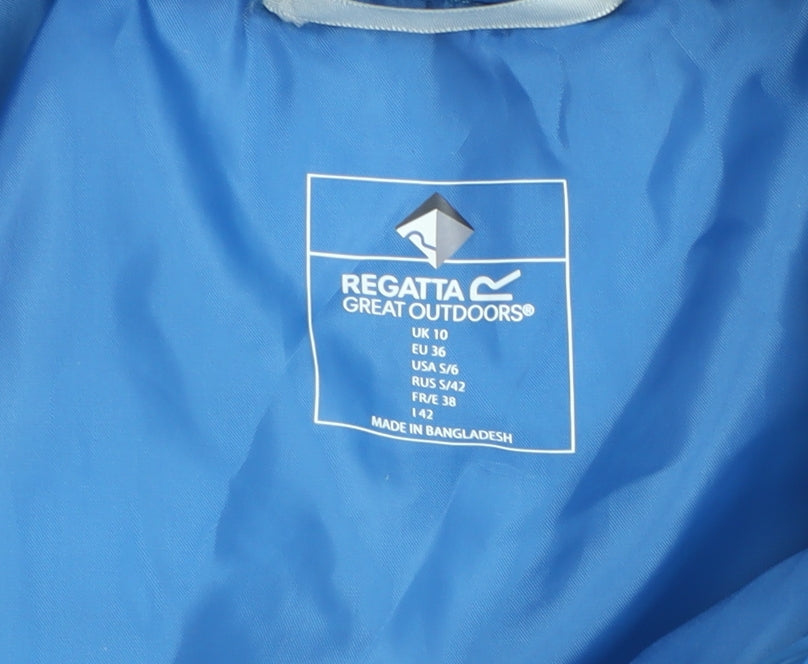 REGATTA
GREAT OUTDOORS®
UK 10
EU 36
USA S/6
RUS S/42
FR/E 38
I 42
MADE IN BANGLADESH